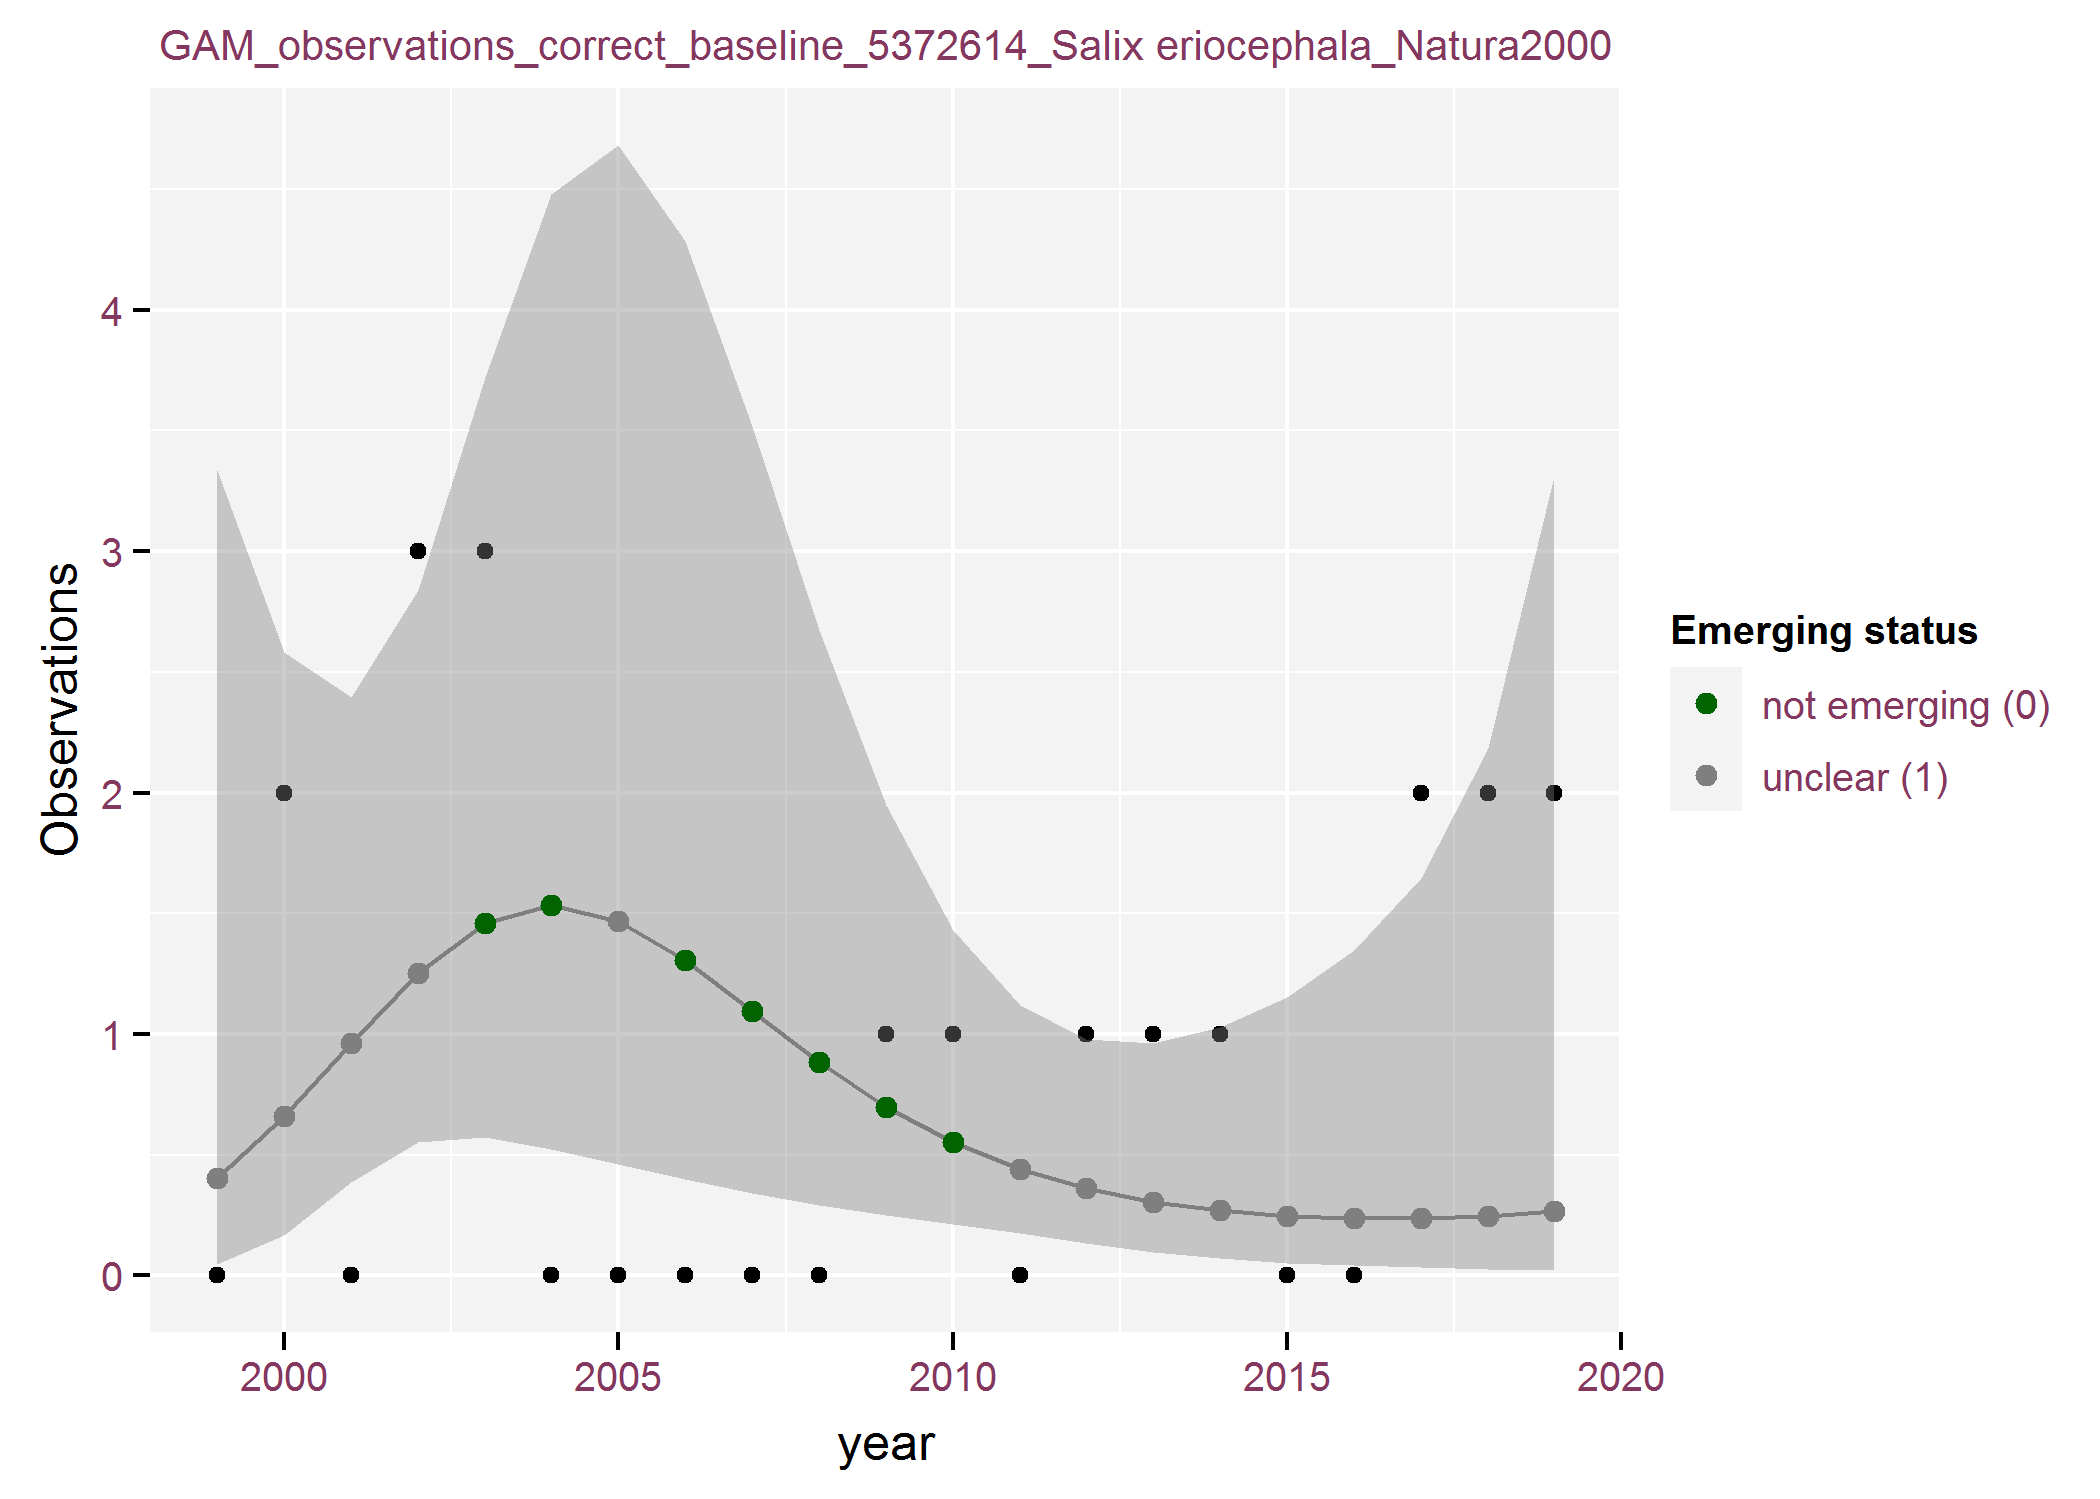 GAM_observations_correct_baseline_5372614_Salix eriocephala_Natura2000
Observations
4
3
2
1
0
2000
2005
2010
2015
2020
year
Emerging status
not emerging (0)
unclear (1)